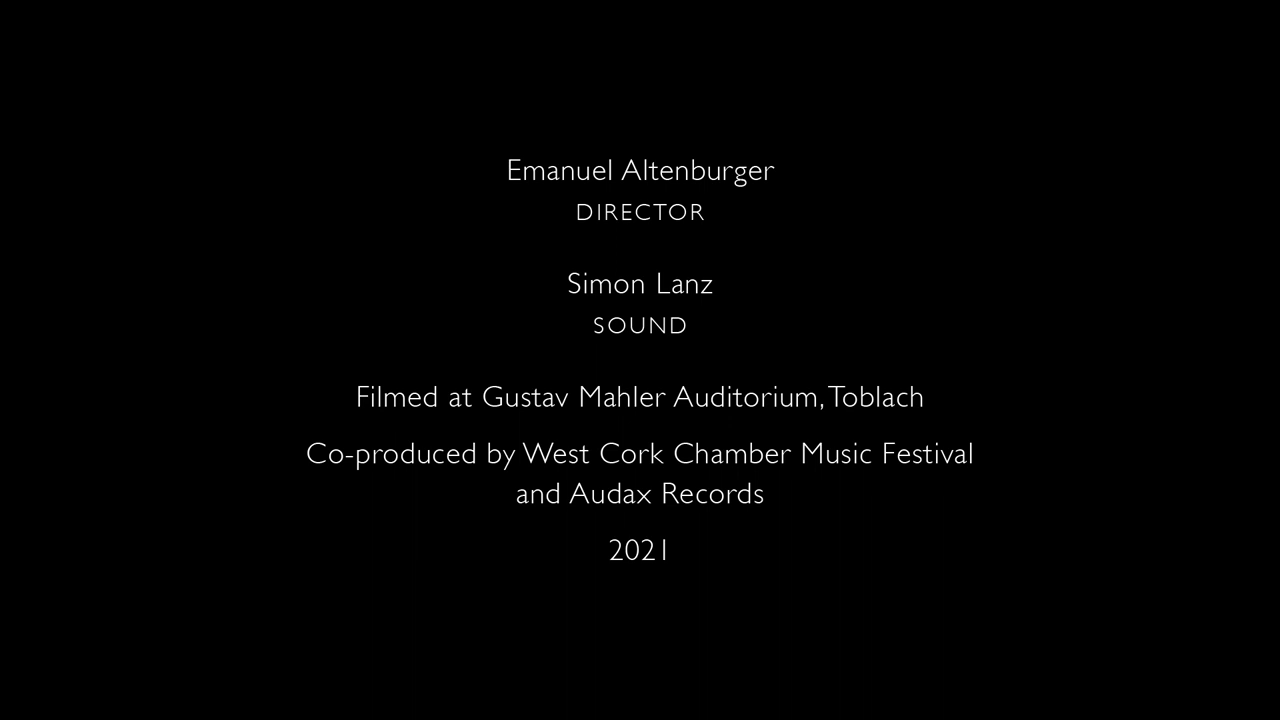 Emanuel Altenburger
DIRECTOR
Simon Lanz
SOUND
Filmed at Gustav Mahler Auditorium, Toblach
Co-produced by West Cork Chamber Music Festival
and Audax Records
2021